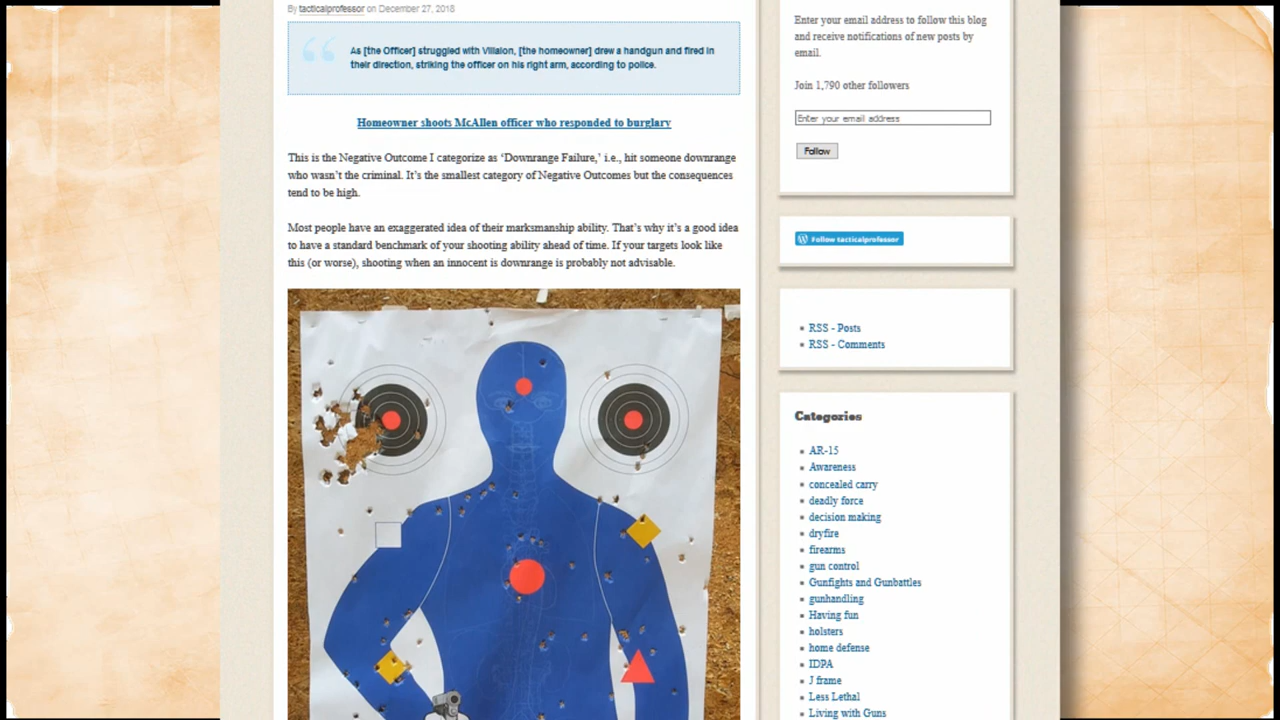 By tacticalprofessor on December 27, 2018
As [the Officer] struggled with Villalon, [the homeowner] drew a handgun and fired in
their direction, striking the officer on his right arm, according to police.
Homeowner shoots McAllen officer who responded to burglary
This is the Negative Outcome I categorize as ‘Downrange Failure,’ i.e., hit someone downrange
who wasn’t the criminal. It’s the smallest category of Negative Outcomes but the consequences
tend to be high.
Most people have an exaggerated idea of their marksmanship ability. That’s why it’s a good idea
to have a standard benchmark of your shooting ability ahead of time. If your targets look like
this (or worse), shooting when an innocent is downrange is probably not advisable.
Enter your email address to follow this blog
and receive notifications of new posts by
email.
Join 1,790 other followers
Enter your email address
Follow
Follow tacticalprofessor
RSS - Posts
RSS - Comments
Categories
AR-15
Awareness
concealed carry
deadly force
decision making
dryfire
firearms
gun control
Gunfights and Gunbattles
gunhandling
Having fun
holsters
home defense
IDPA
J frame
Less Lethal
Living with Guns